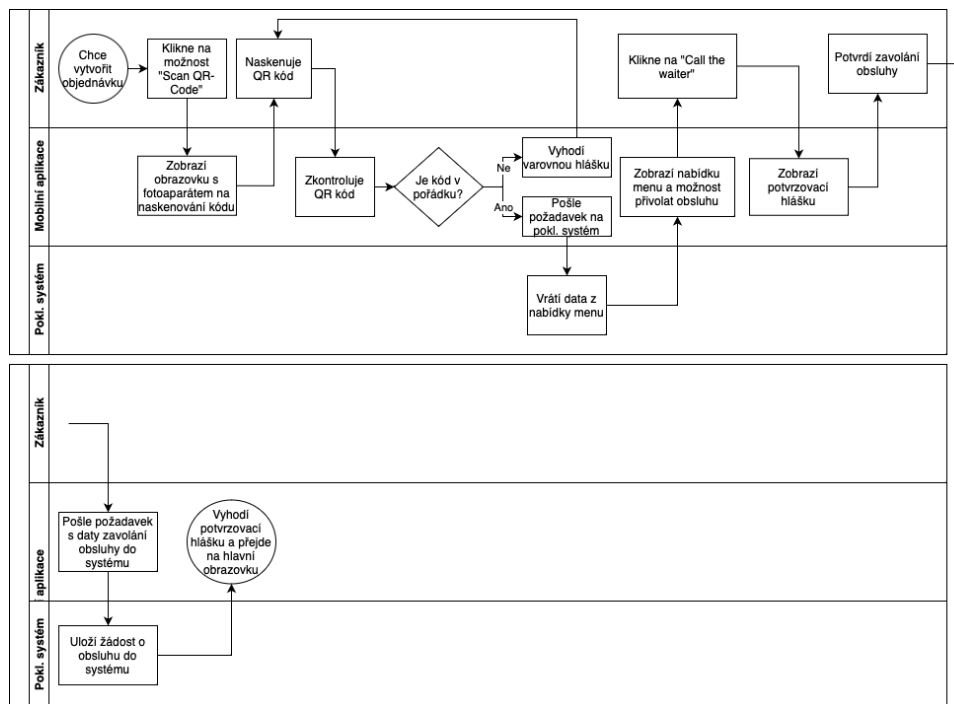 Zákazník
Chce
vytvořit
objednávku
Klikne na
možnost
"Scan QR-
Code"
Naskenuje
QR kód
Klikne na "Call the
waiter"
Potvrdí zavolání
obsluhy
Mobilní aplikace
Zobrazí
obrazovku s
fotoaparátem na
naskenování kódu
Zkontroluje
QR kód
Je kód v
pořádku?
Ne
Ano
Vyhodí
varovnou hlášku
Pošle
požadavek na
pokl. systém
Zobrazí nabídku
menu a možnost
přivolat obsluhu
Zobrazí
potvrzovací
hlášku
Pokl. systém
Vrátí data z
nabídky menu
Zákazník
aplikace
Pošle požadavek
s daty zavolání
obsluhy do
systému
Vyhodí
potvrzovací
hlášku a přejde
na hlavní
obrazovku
Pokl. systém
Uloží žádost o
obsluhu do
systému